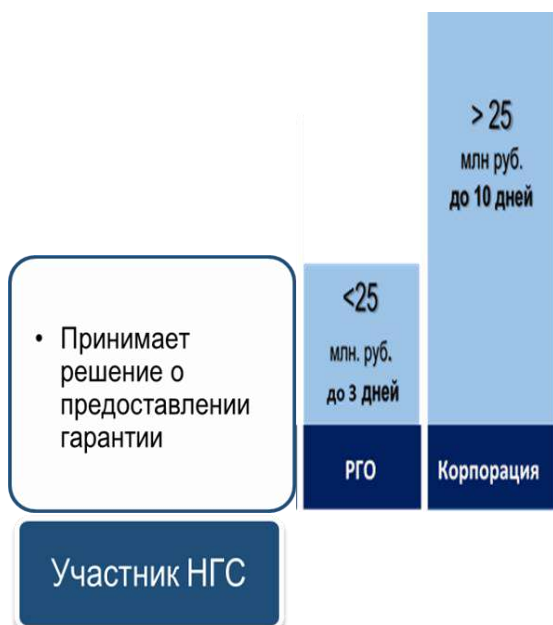 > 25
млн руб.
до 10 дней
<25
млн. руб.
до 3 дней
• Принимает
решение о
предоставлении
гарантии
РГО
Корпорация
Участник НГС